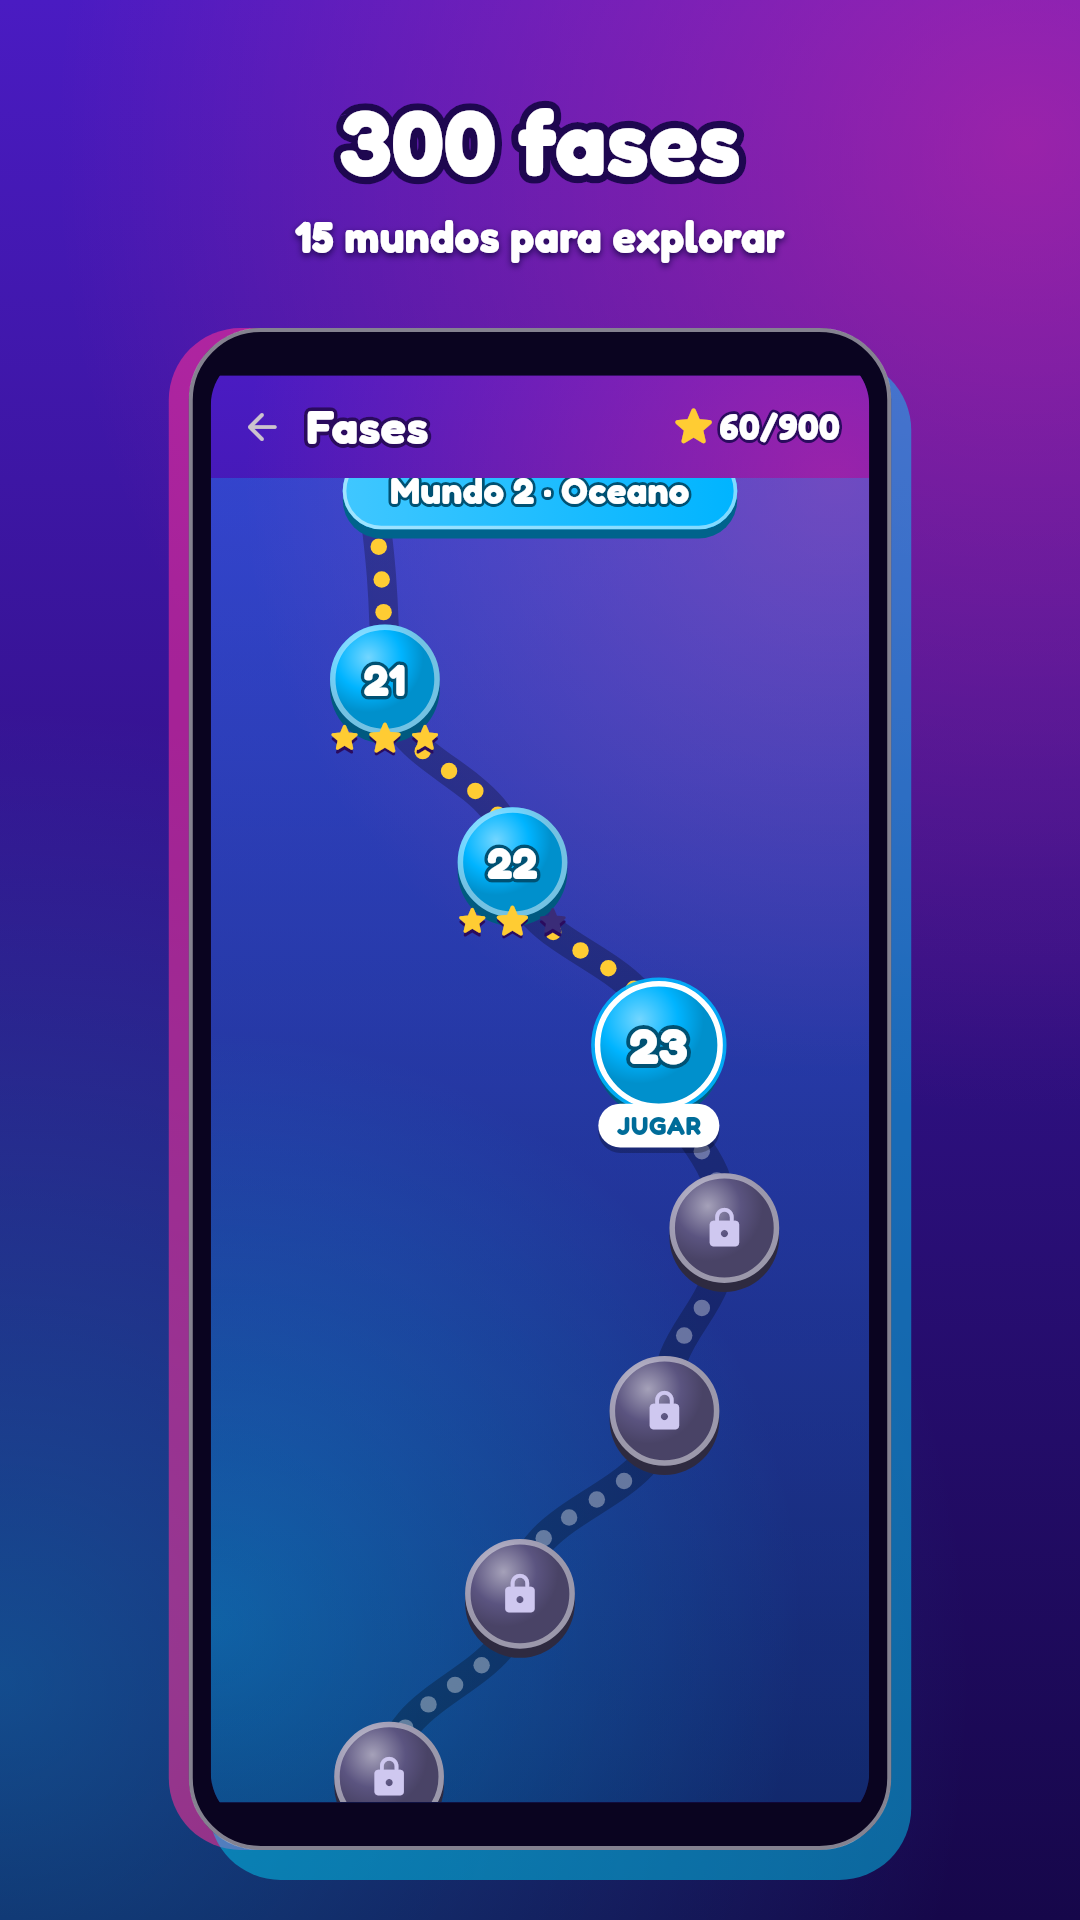 300 fases
15 mundos para explorar
Fases
60/900
Mundo 2 · Oceano
21
22
23
JUGAR